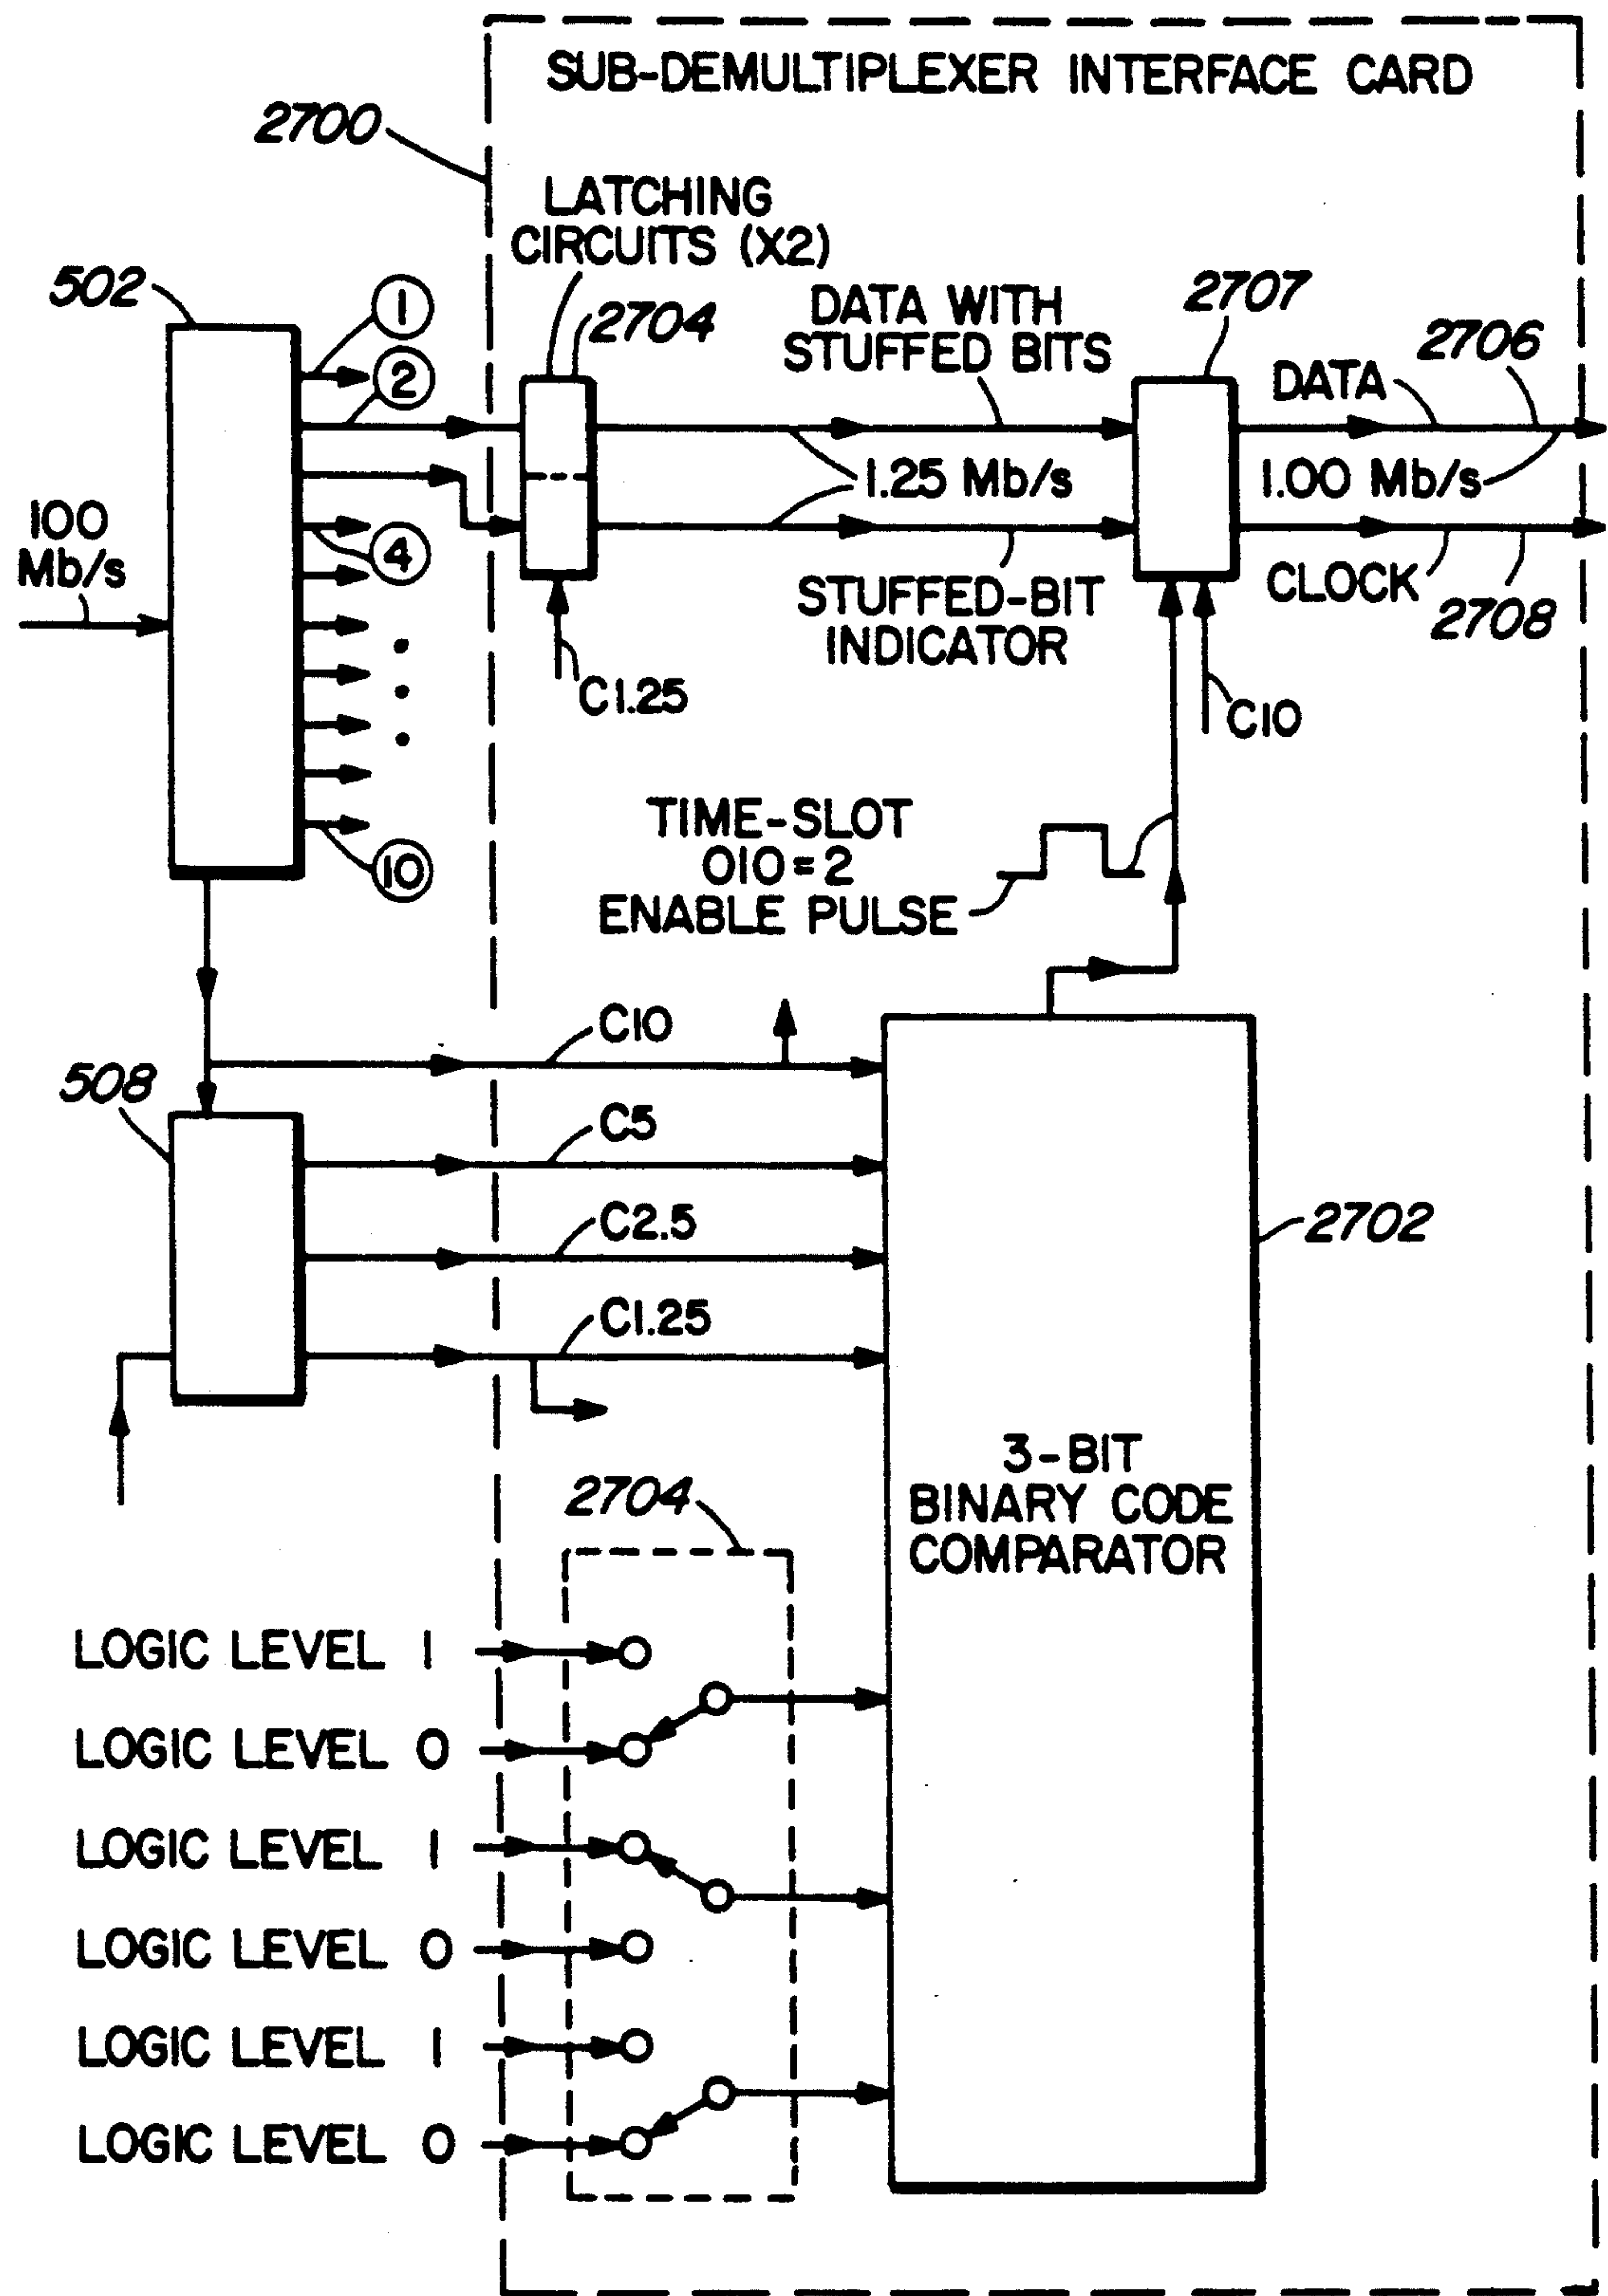 SUB-DEMULTIPLEXER INTERFACE CARD
2700
LATCHING
CIRCUITS (X2)
2704
502
1
2
4
10
100
Mb/s
DATA WITH
STUFFED BITS
2707
DATA
2706
1.25 Mb/s
1.00 Mb/s
STUFFED-BIT
INDICATOR
CLOCK
2708
C1.25
C10
TIME-SLOT
010=2
ENABLE PULSE
C10
508
C5
C2.5
2702
C1.25
3-BIT
BINARY CODE
COMPARATOR
2704
LOGIC LEVEL 1
LOGIC LEVEL 0
LOGIC LEVEL 1
LOGIC LEVEL 0
LOGIC LEVEL 1
LOGIC LEVEL 0